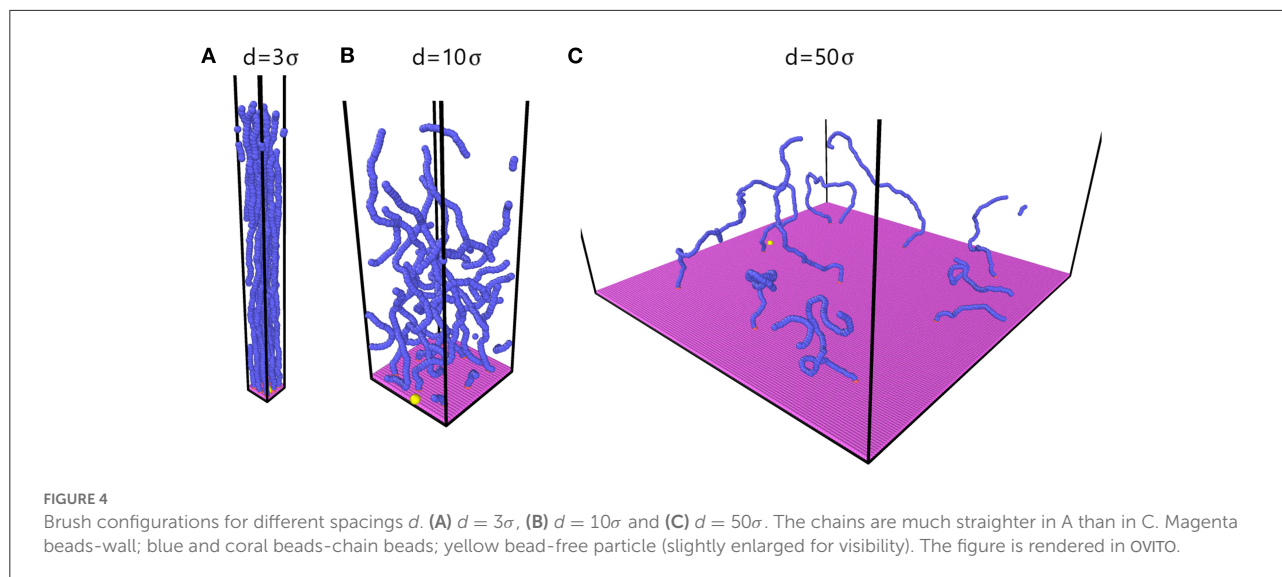 A d=3σ B d=10σ C d=50σ
FIGURE 4
Brush configurations for different spacings d. (A) d = 3σ, (B) d = 10σ and (C) d = 50σ. The chains are much straighter in A than in C. Magenta
beads-wall; blue and coral beads-chain beads; yellow bead-free particle (slightly enlarged for visibility). The figure is rendered in OVITO.